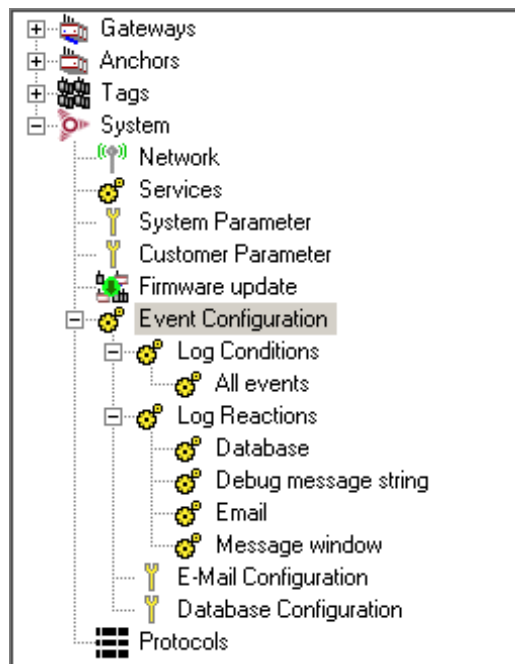 Gateways
Anchors
Tags
System
Network
Services
System Parameter
Customer Parameter
Firmware update
Event Configuration
Log Conditions
All events
Log Reactions
Database
Debug message string
Email
Message window
E-Mail Configuration
Database Configuration
Protocols